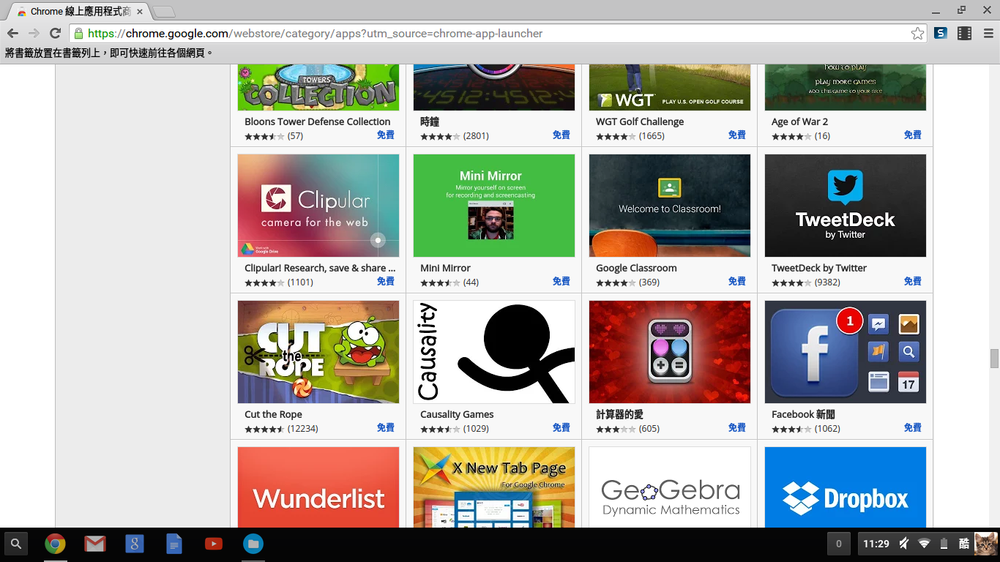 Chrome 線上應用程式商
https://chrome.google.com/webstore/category/apps?utm_source=chrome-app-launcher
將書籤放置在書籤列上，即可快速前往各個網頁。
TOWERS
COLLECTION
Bloons Tower Defense Collection
(57) 免費
45 12:45 12:4
時鐘
(2801) 免費
WGT PLAY U.S. OPEN GOLF COURSE
WGT Golf Challenge
(1665) 免費
HOW TO PLAY
PLAY MORE GAMES
ADD THIS GAME TO YOUR SITE
Age of War 2
(16) 免費
Clipular
camera for the web
Works with
Google Drive
Clipular! Research, save & share ...
(1101) 免費
Mini Mirror
Mirror yourself on screen
for recording and screencasting
Mini Mirror
(44) 免費
Welcome to Classroom!
Google Classroom
(369) 免費
TweetDeck
by Twitter
TweetDeck by Twitter
(9382) 免費
CUT
the
ROPE
Cut the Rope
(12234) 免費
Causality
Causality Games
(1029) 免費
計算器的愛
(605) 免費
f
1
17
Facebook 新聞
(1062) 免費
Wunderlist
X New Tab Page
For Google Chrome
GeoGebra
Dynamic Mathematics
Dropbox
8
0
11:29
酷